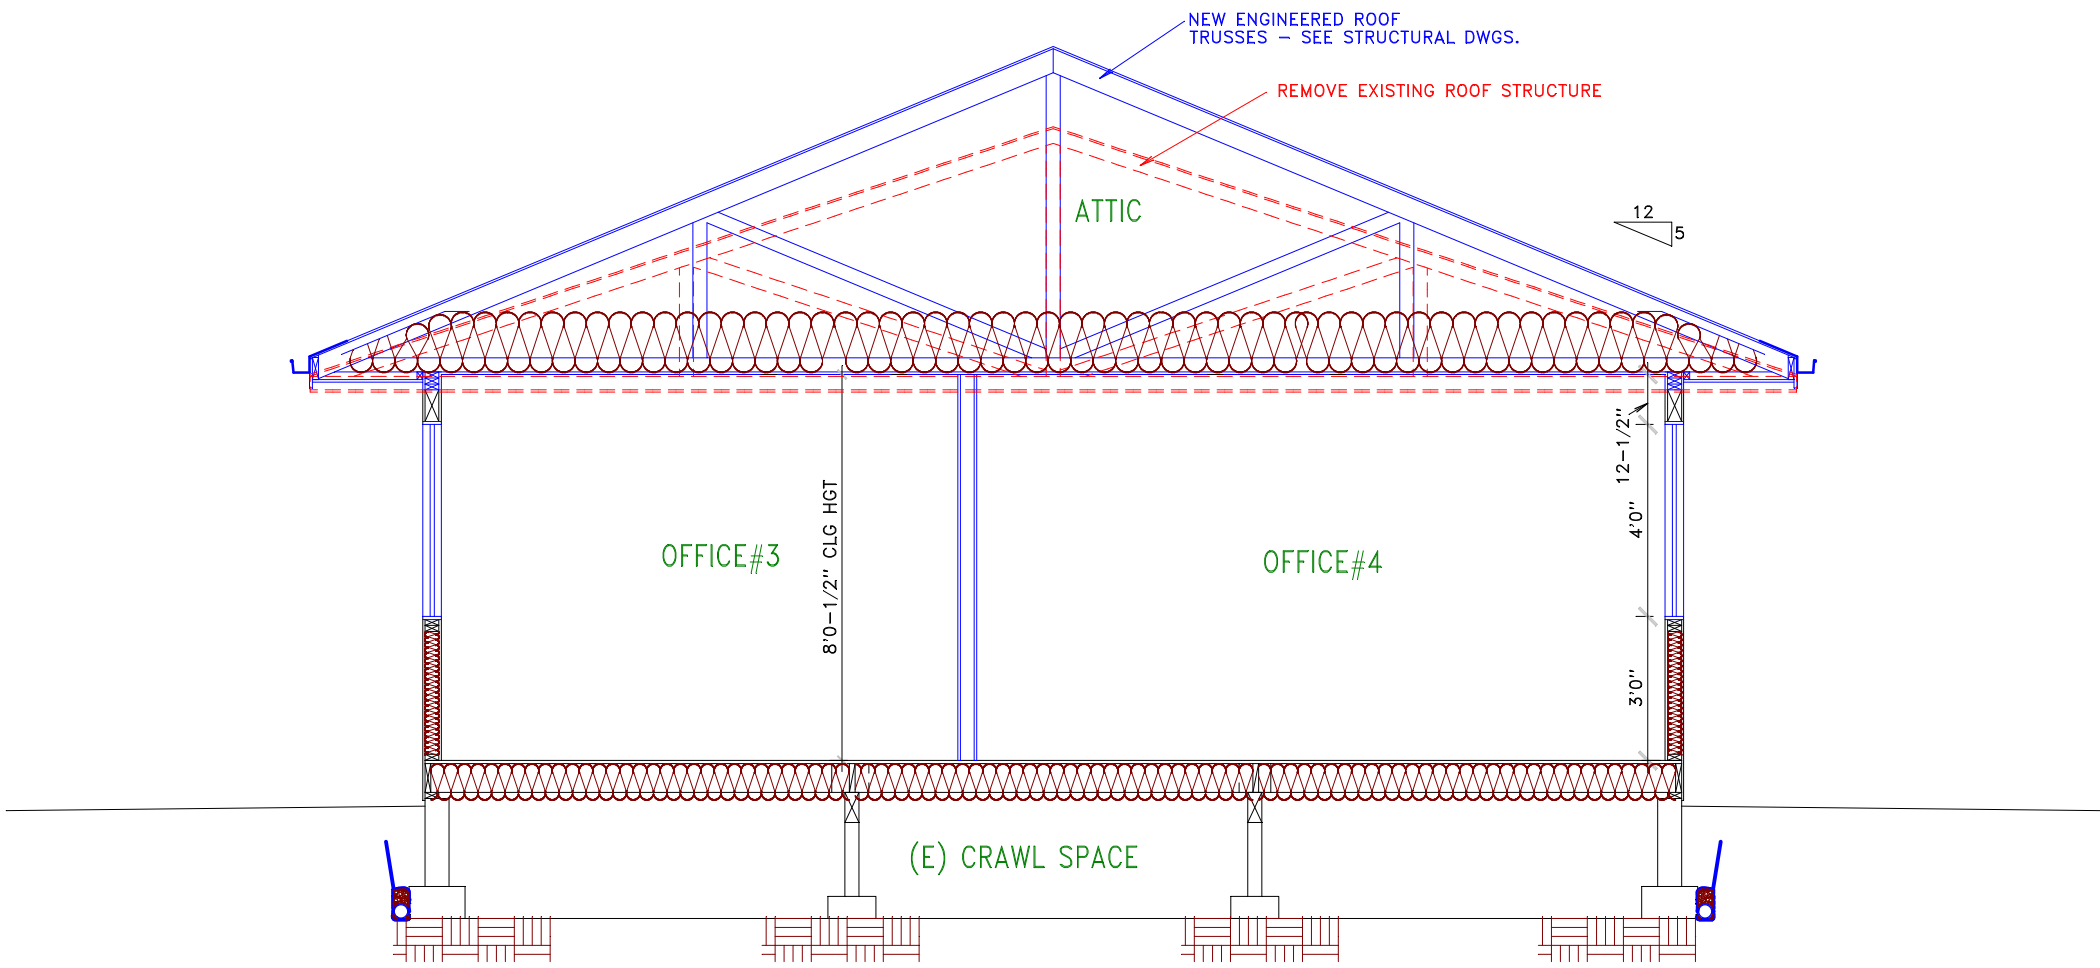 NEW ENGINEERED ROOF
TRUSSES - SEE STRUCTURAL DWGS.
REMOVE EXISTING ROOF STRUCTURE
ATTIC
12
5
12-1/2"
8'0-1/2" CLG HGT
4'0"
OFFICE#3
OFFICE#4
3'0"
(E) CRAWL SPACE